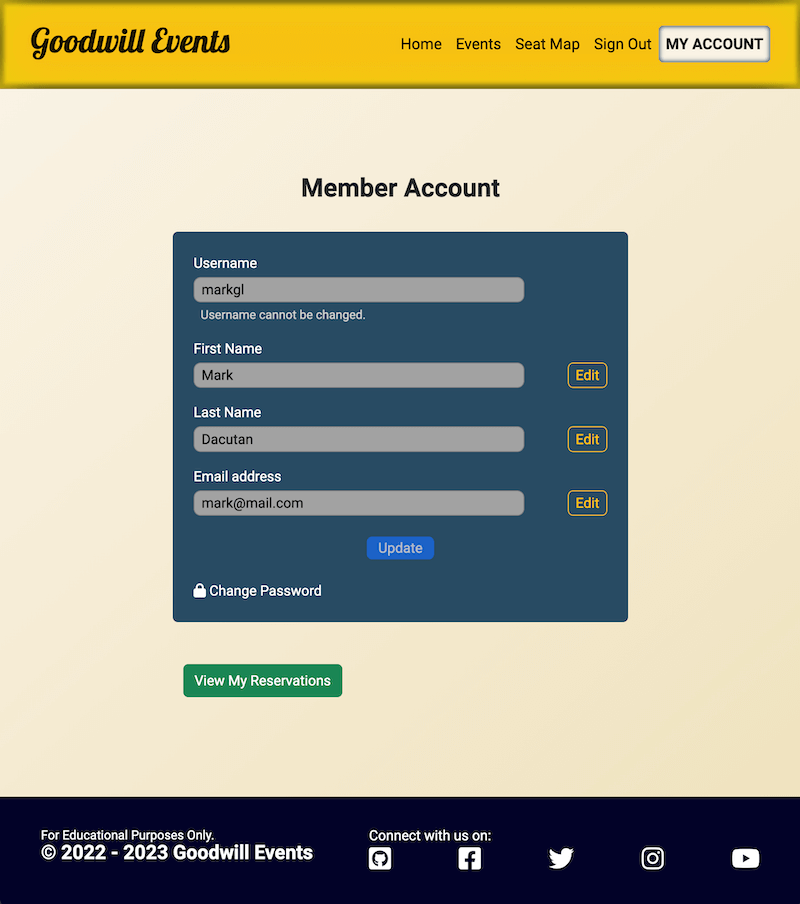 Goodwill Events
Home Events Seat Map Sign Out MY ACCOUNT
Member Account
Username
markgl
Username cannot be changed.
First Name
Mark Edit
Last Name
Dacutan Edit
Email address
mark@mail.com Edit
Update
Change Password
View My Reservations
For Educational Purposes Only.
© 2022 - 2023 Goodwill Events
Connect with us on: